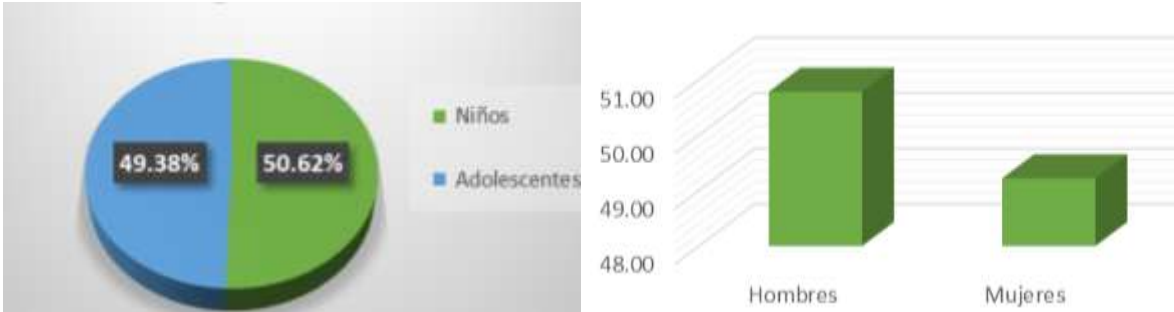 Niños
49.38%
50.62%
Adolescentes
51.00
50.00
49.00
48.00
Hombres
Mujeres